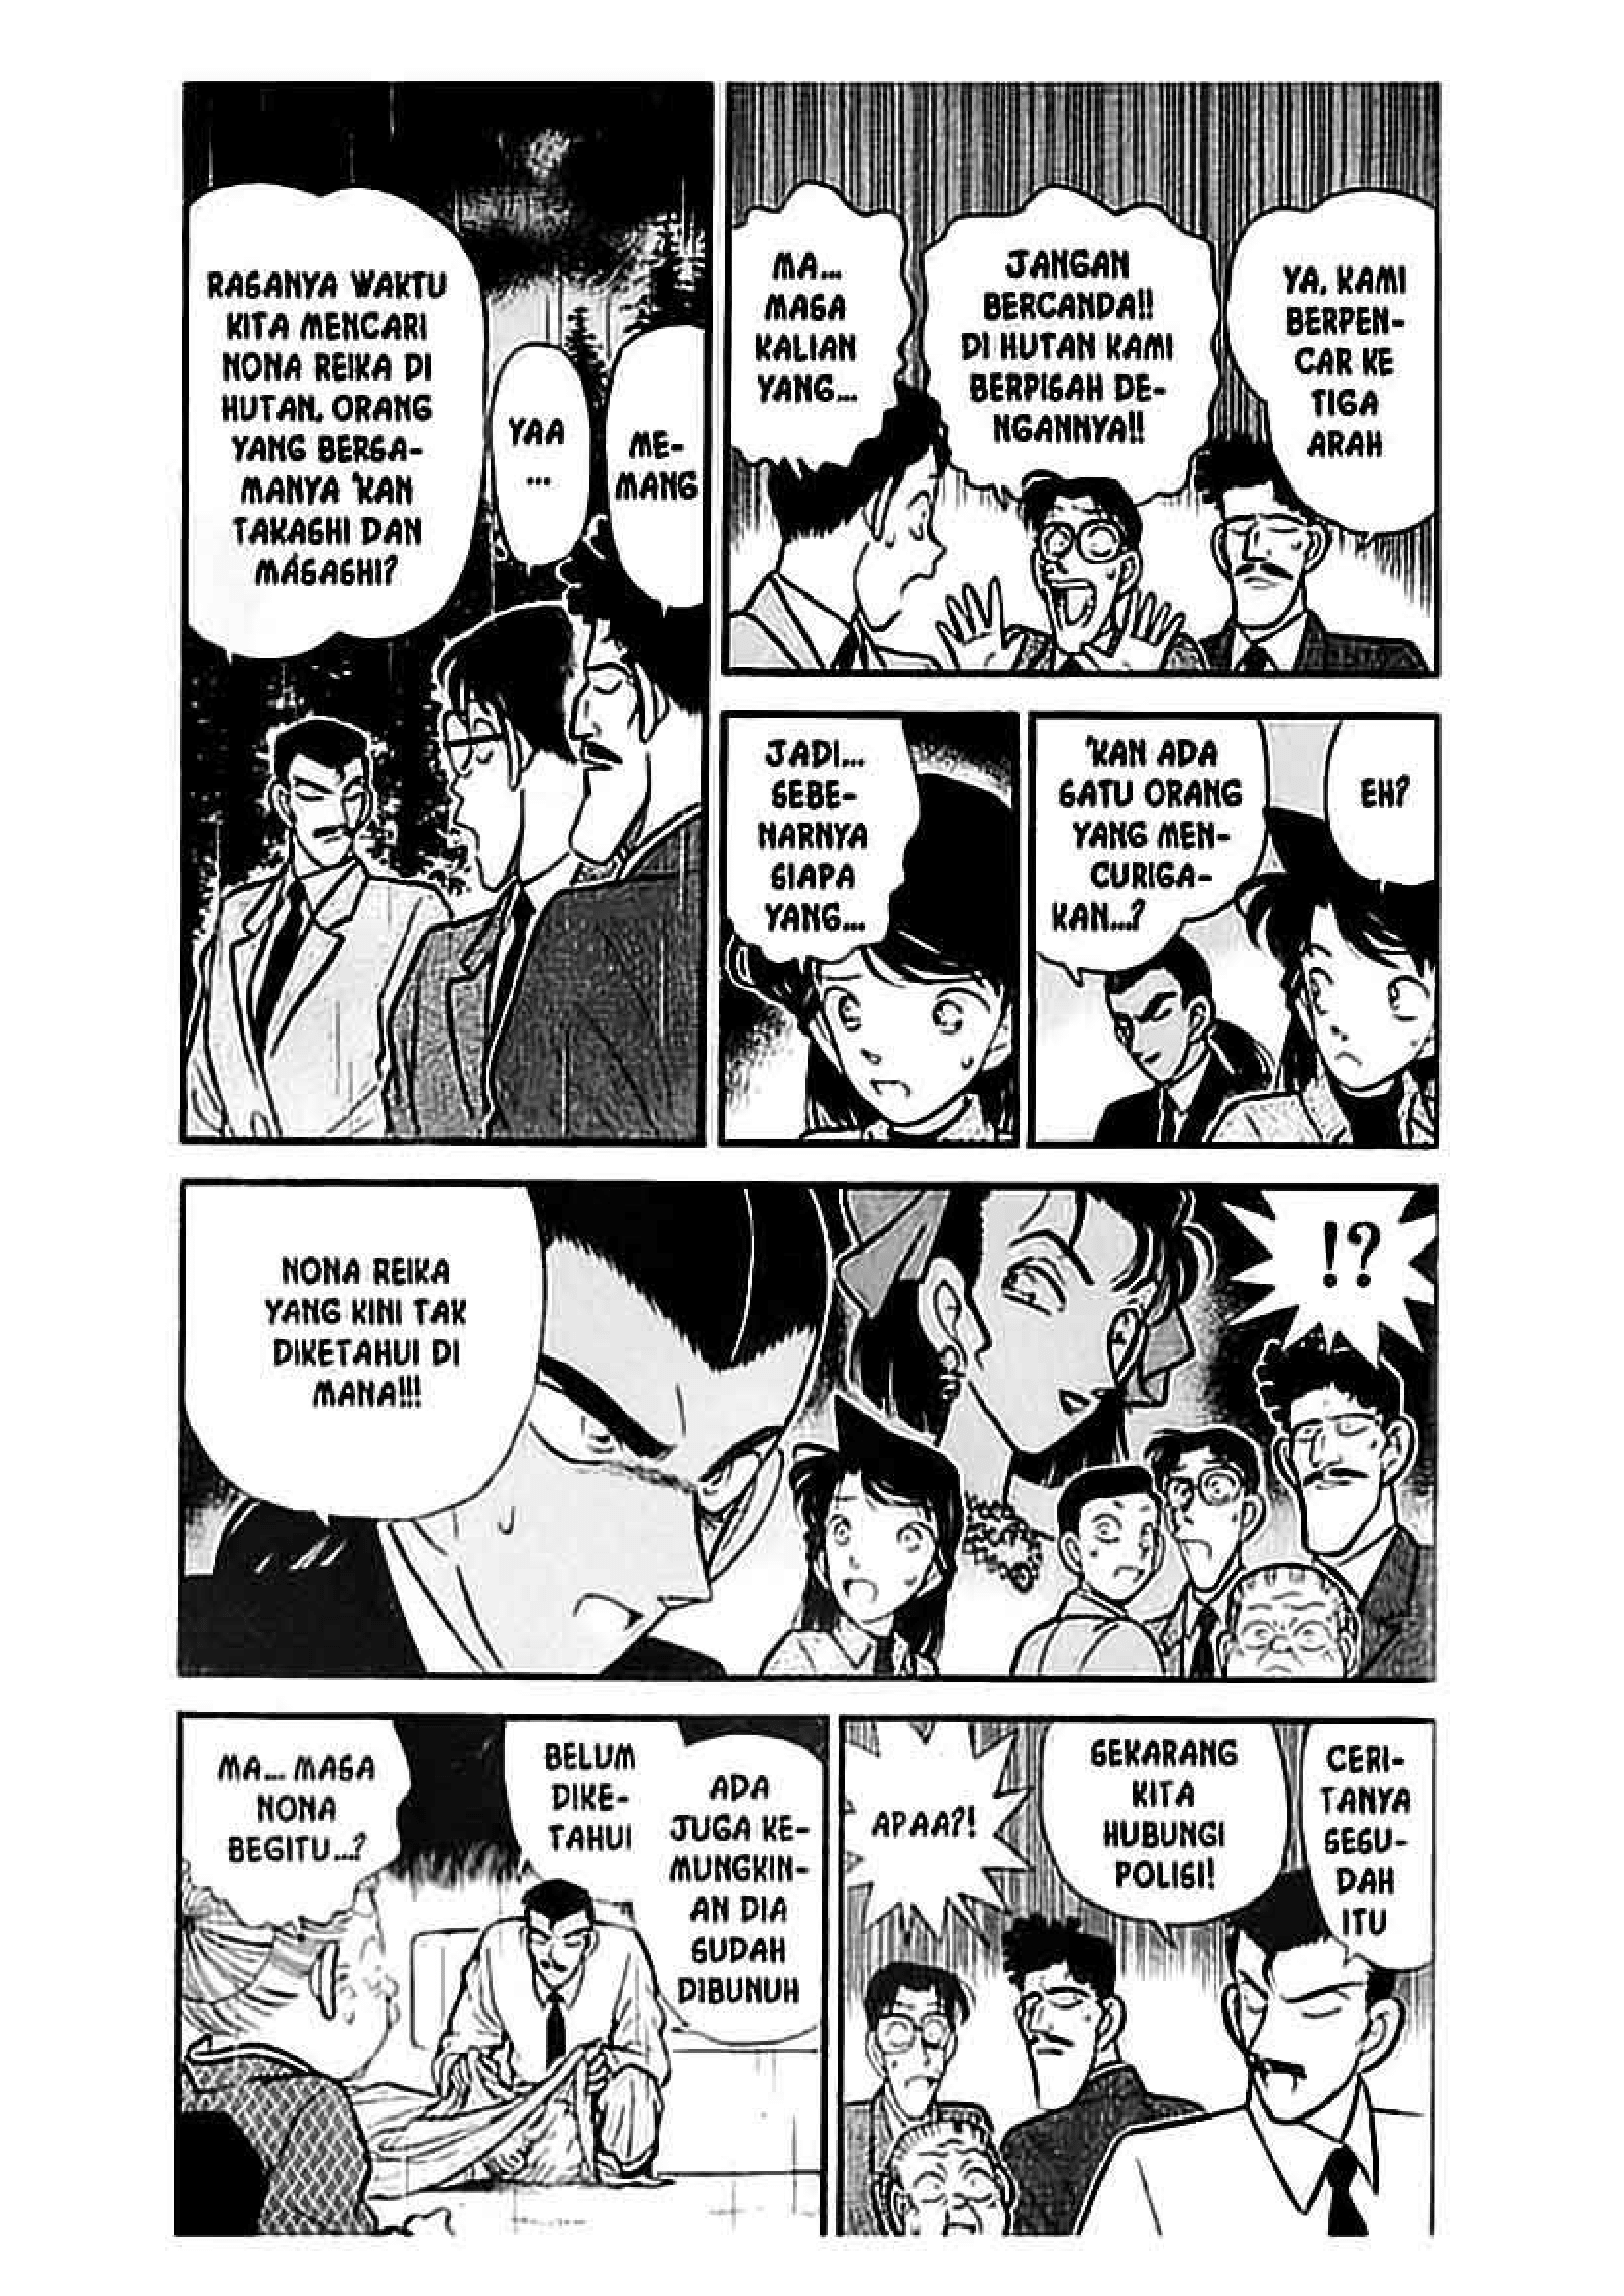 RASANYA WAKTU
KITA MENCARI
NONA REIKA DI
HUTAN, ORANG
YANG BERSA-
MANYA 'KAN
TAKASHI DAN
MASASHI?
YAA
...
ME-
MANG
MA...
MASA
KALIAN
YANG...
JANGAN
BERCANDA!!
DI HUTAN KAMI
BERPISAH DE-
NGANNYA!!
YA, KAMI
BERPEN-
CAR KE
TIGA
ARAH
JADI...
SEBE-
NARNYA
SIAPA
YANG...
'KAN ADA
SATU ORANG
YANG MEN-
CURIGA-
KAN...?
EH?
NONA REIKA
YANG KINI TAK
DIKETAHUI DI
MANA!!!
!?
MA... MASA
NONA
BEGITU...?
BELUM
DIKE-
TAHUI
ADA
JUGA KE-
MUNGKIN-
AN DIA
SUDAH
DIBUNUH
APAA?!
SEKARANG
KITA
HUBUNGI
POLISI!
CERI-
TANYA
SESU-
DAH
ITU